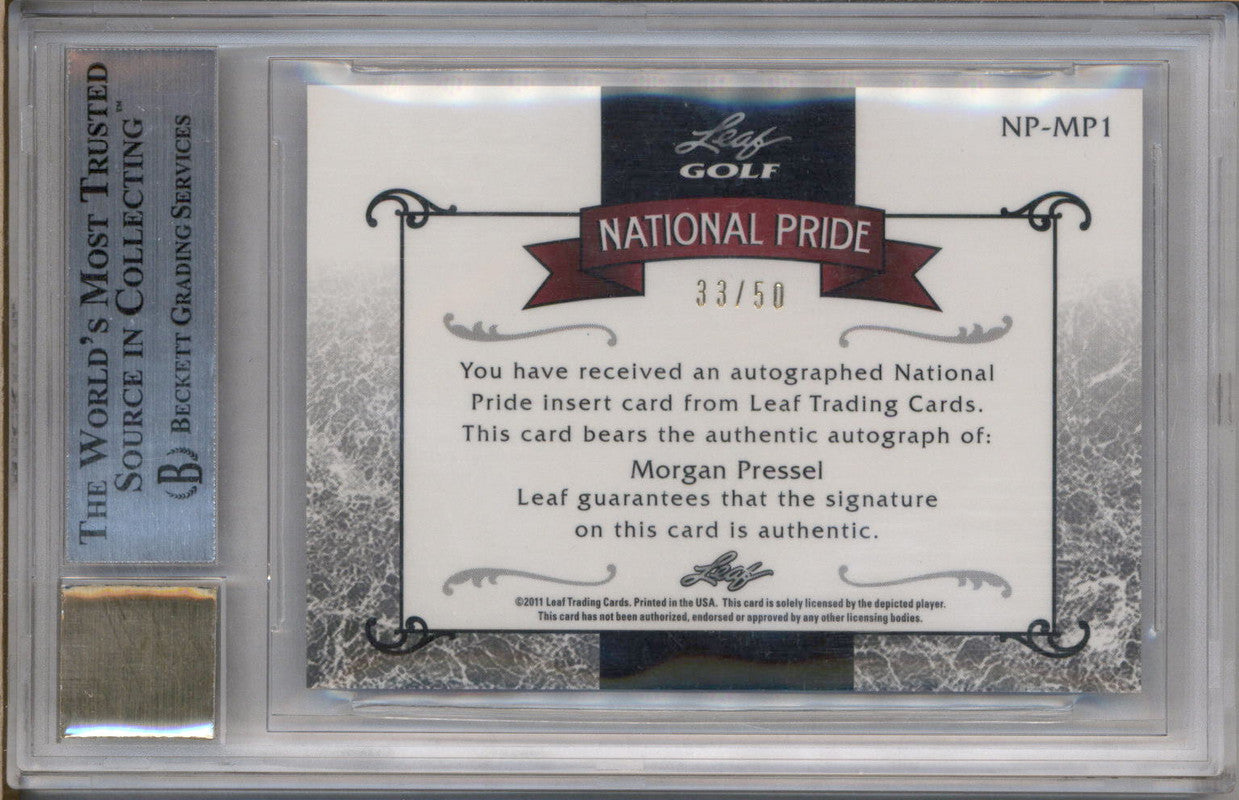 THE WORLD'S MOST TRUSTED
SOURCE IN COLLECTING™
BECKETT GRADING SERVICES
B
Leaf
GOLF
NP-MP1
NATIONAL PRIDE
33/50
You have received an autographed National
Pride insert card from Leaf Trading Cards.
This card bears the authentic autograph of:
Morgan Pressel
Leaf guarantees that the signature
on this card is authentic.
Leaf
©2011 Leaf Trading Cards. Printed in the USA. This card is solely licensed by the depicted player.
This card has not been authorized, endorsed or approved by any other licensing bodies.